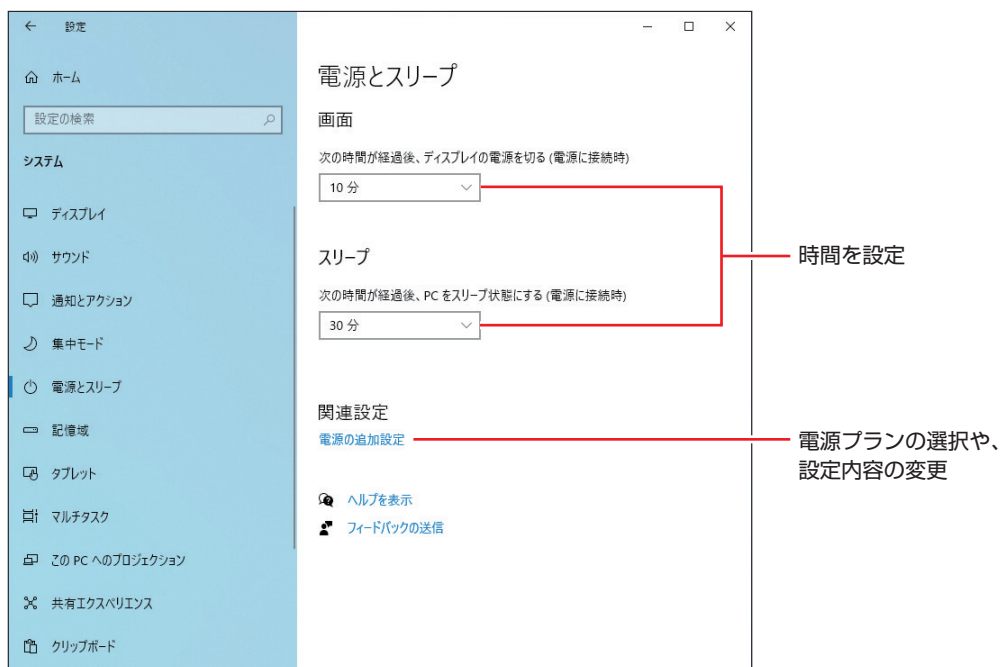 設定
ホーム
設定の検索
システム
ディスプレイ
サウンド
通知とアクション
集中モード
電源とスリープ
記憶域
タブレット
マルチタスク
この PC へのプロジェクション
共有エクスペリエンス
クリップボード
電源とスリープ
画面
次の時間が経過後、ディスプレイの電源を切る (電源に接続時)
10 分
スリープ
次の時間が経過後、PC をスリープ状態にする (電源に接続時)
30 分
関連設定
電源の追加設定
ヘルプを表示
フィードバックの送信
時間を設定
電源プランの選択や、
設定内容の変更